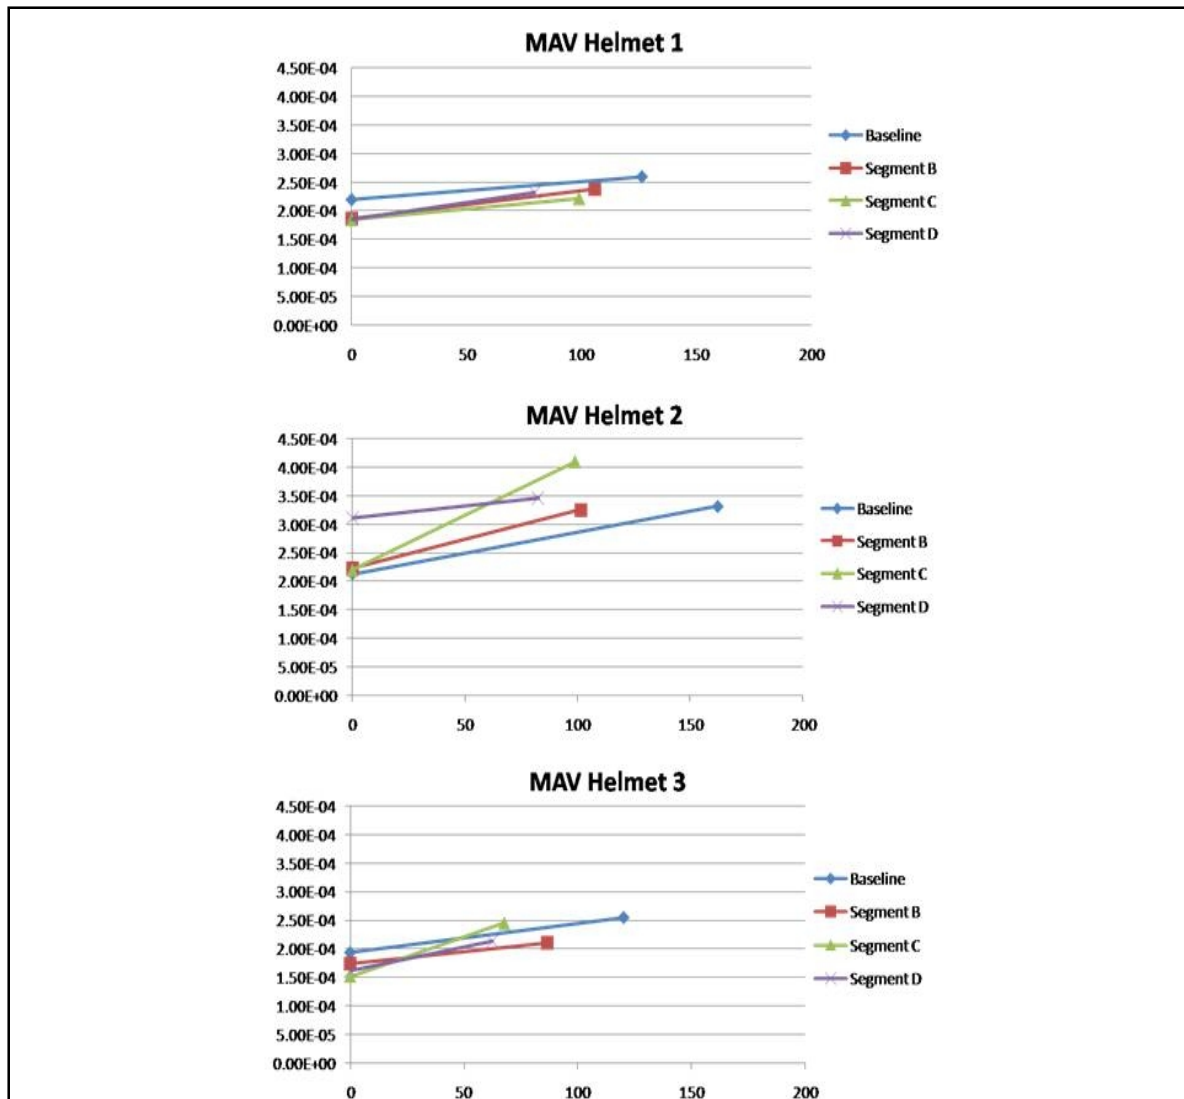 MAV Helmet 1
4.50E-04
4.00E-04
3.50E-04
3.00E-04
2.50E-04
2.00E-04
1.50E-04
1.00E-04
5.00E-05
0.00E+00
0 50 100 150 200
Baseline
Segment B
Segment C
Segment D
MAV Helmet 2
4.50E-04
4.00E-04
3.50E-04
3.00E-04
2.50E-04
2.00E-04
1.50E-04
1.00E-04
5.00E-05
0.00E+00
0 50 100 150 200
Baseline
Segment B
Segment C
Segment D
MAV Helmet 3
4.50E-04
4.00E-04
3.50E-04
3.00E-04
2.50E-04
2.00E-04
1.50E-04
1.00E-04
5.00E-05
0.00E+00
0 50 100 150 200
Baseline
Segment B
Segment C
Segment D